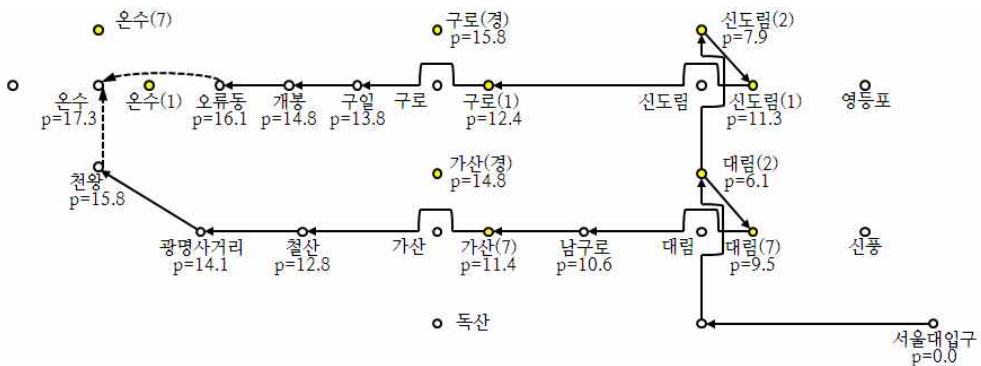 온수(7)
구로(경)
p=15.8
신도림(2)
p=7.9
온수
p=17.3
온수(1)
오류동
p=16.1
개봉
p=14.8
구일
p=13.8
구로
구로(1)
p=12.4
신도림
신도림(1)
p=11.3
영등포
천왕
p=15.8
가산(경)
p=14.8
대림(2)
p=6.1
광명사거리
p=14.1
철산
p=12.8
가산
가산(7)
p=11.4
남구로
p=10.6
대림
대림(7)
p=9.5
신풍
독산
서울대입구
p=0.0